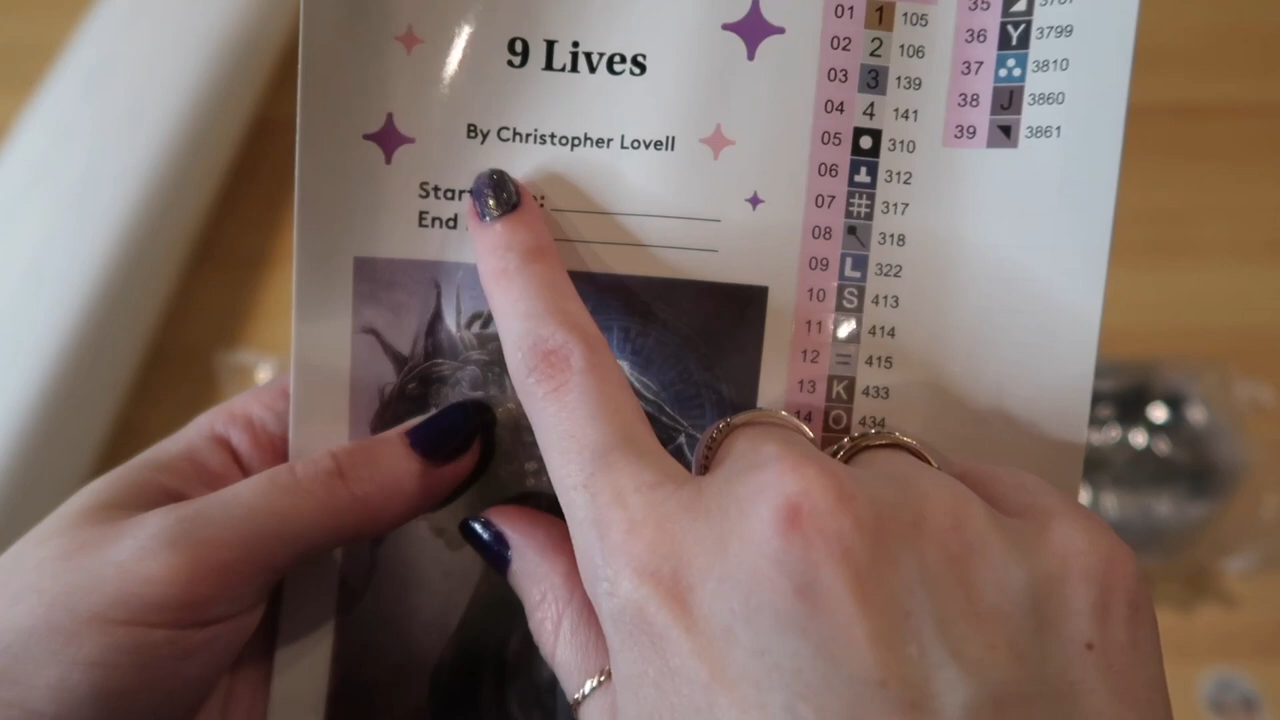 9 Lives
By Christopher Lovell
Start
End
01 1 105
02 2 106
03 3 139
04 4 141
05 310
06 312
07 # 317
08 318
09 L 322
10 S 413
11 414
12 = 415
13 K 433
14 O 434
35
36 Y 3799
37 3810
38 J 3860
39 3861